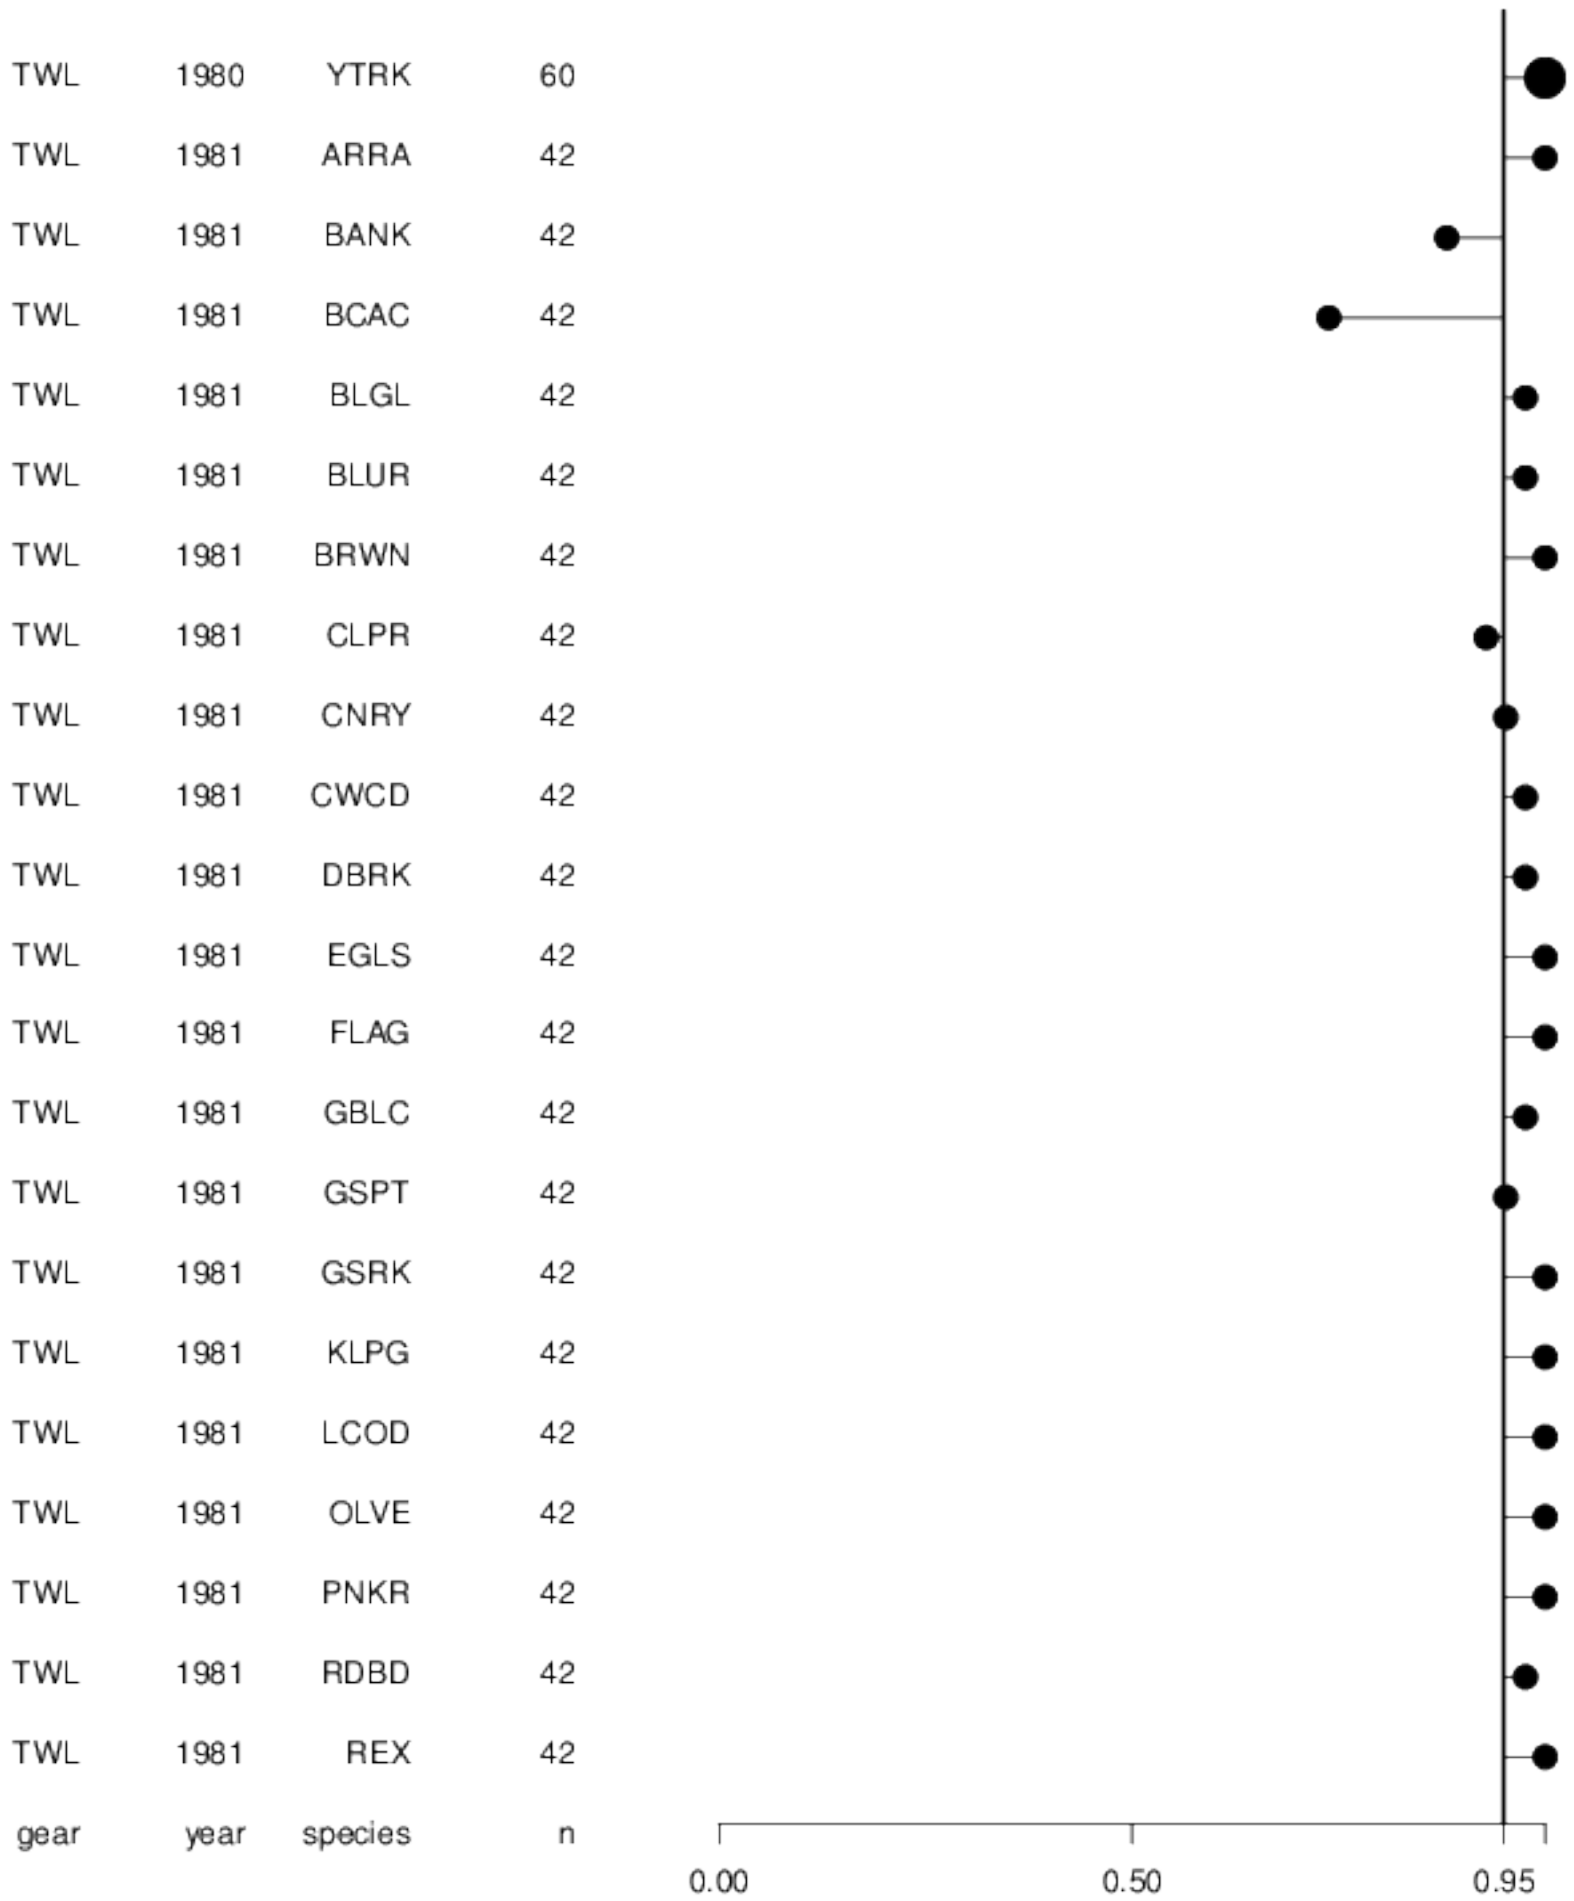 TWL 1980 YTRK 60
TWL 1981 ARRA 42
TWL 1981 BANK 42
TWL 1981 BCAC 42
TWL 1981 BLGL 42
TWL 1981 BLUR 42
TWL 1981 BRWN 42
TWL 1981 CLPR 42
TWL 1981 CNRY 42
TWL 1981 CWCD 42
TWL 1981 DBRK 42
TWL 1981 EGLS 42
TWL 1981 FLAG 42
TWL 1981 GBLC 42
TWL 1981 GSPT 42
TWL 1981 GSRK 42
TWL 1981 KLPG 42
TWL 1981 LCOD 42
TWL 1981 OLVE 42
TWL 1981 PNKR 42
TWL 1981 RDBD 42
TWL 1981 REX 42
gear year species n
0.00 0.50 0.95